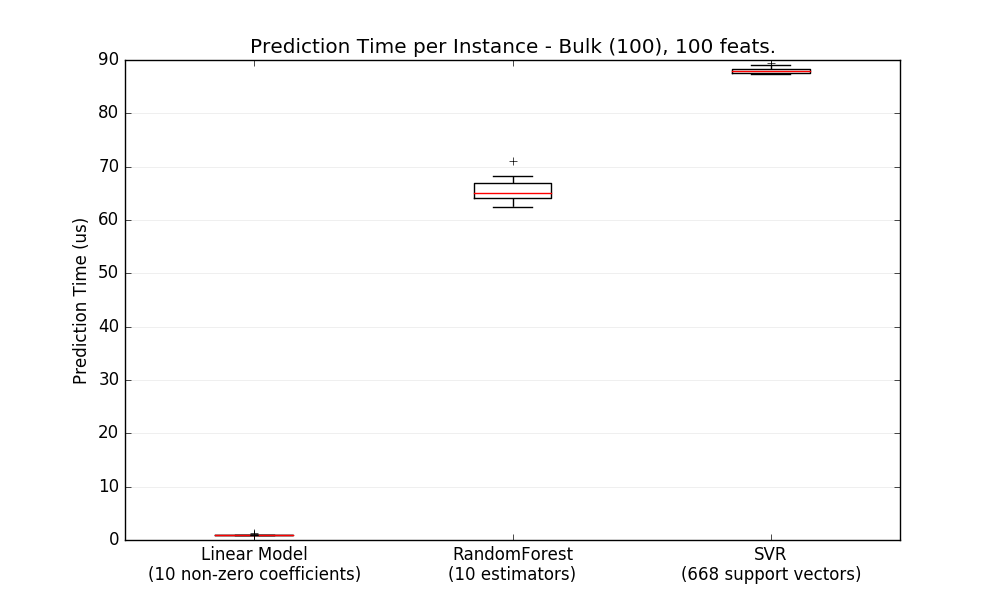 Prediction Time per Instance - Bulk (100), 100 feats.
Prediction Time (us)
90
80
70
60
50
40
30
20
10
0
Linear Model
(10 non-zero coefficients)
RandomForest
(10 estimators)
SVR
(668 support vectors)